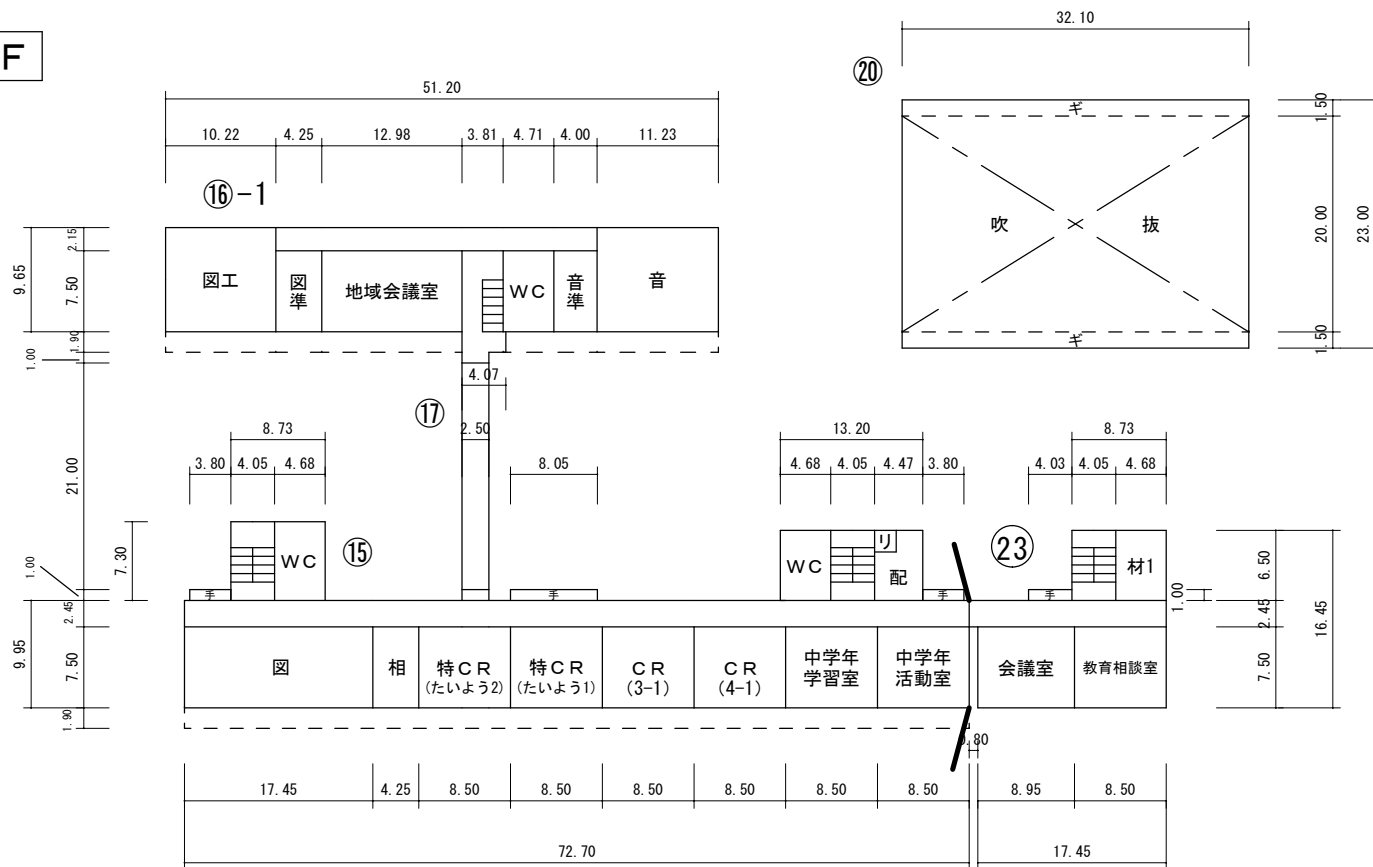 F
32.10
⑳
51.20
10.22 4.25 12.98 3.81 4.71 4.00 11.23
⑯-1
ギ
1.50
吹 抜
20.00
23.00
ギ
1.50
2.15
9.65
7.50
1.90
1.00
図工
図準
地域会議室
WC
音準
音
4.07
⑰
2.50
21.00
8.73
3.80 4.05 4.68
8.05
13.20
4.68 4.05 4.47 3.80
8.73
4.03 4.05 4.68
7.30
1.00
WC
⑮
手
手
WC
リ
配
手
㉓
手
材1
1.00
6.50
2.45
7.50
16.45
2.45
9.95
7.50
1.90
図
相
特CR
(たいよう2)
特CR
(たいよう1)
CR
(3-1)
CR
(4-1)
中学年
学習室
中学年
活動室
会議室
教育相談室
0.80
17.45 4.25 8.50 8.50 8.50 8.50 8.50 8.50 8.95 8.50
72.70 17.45